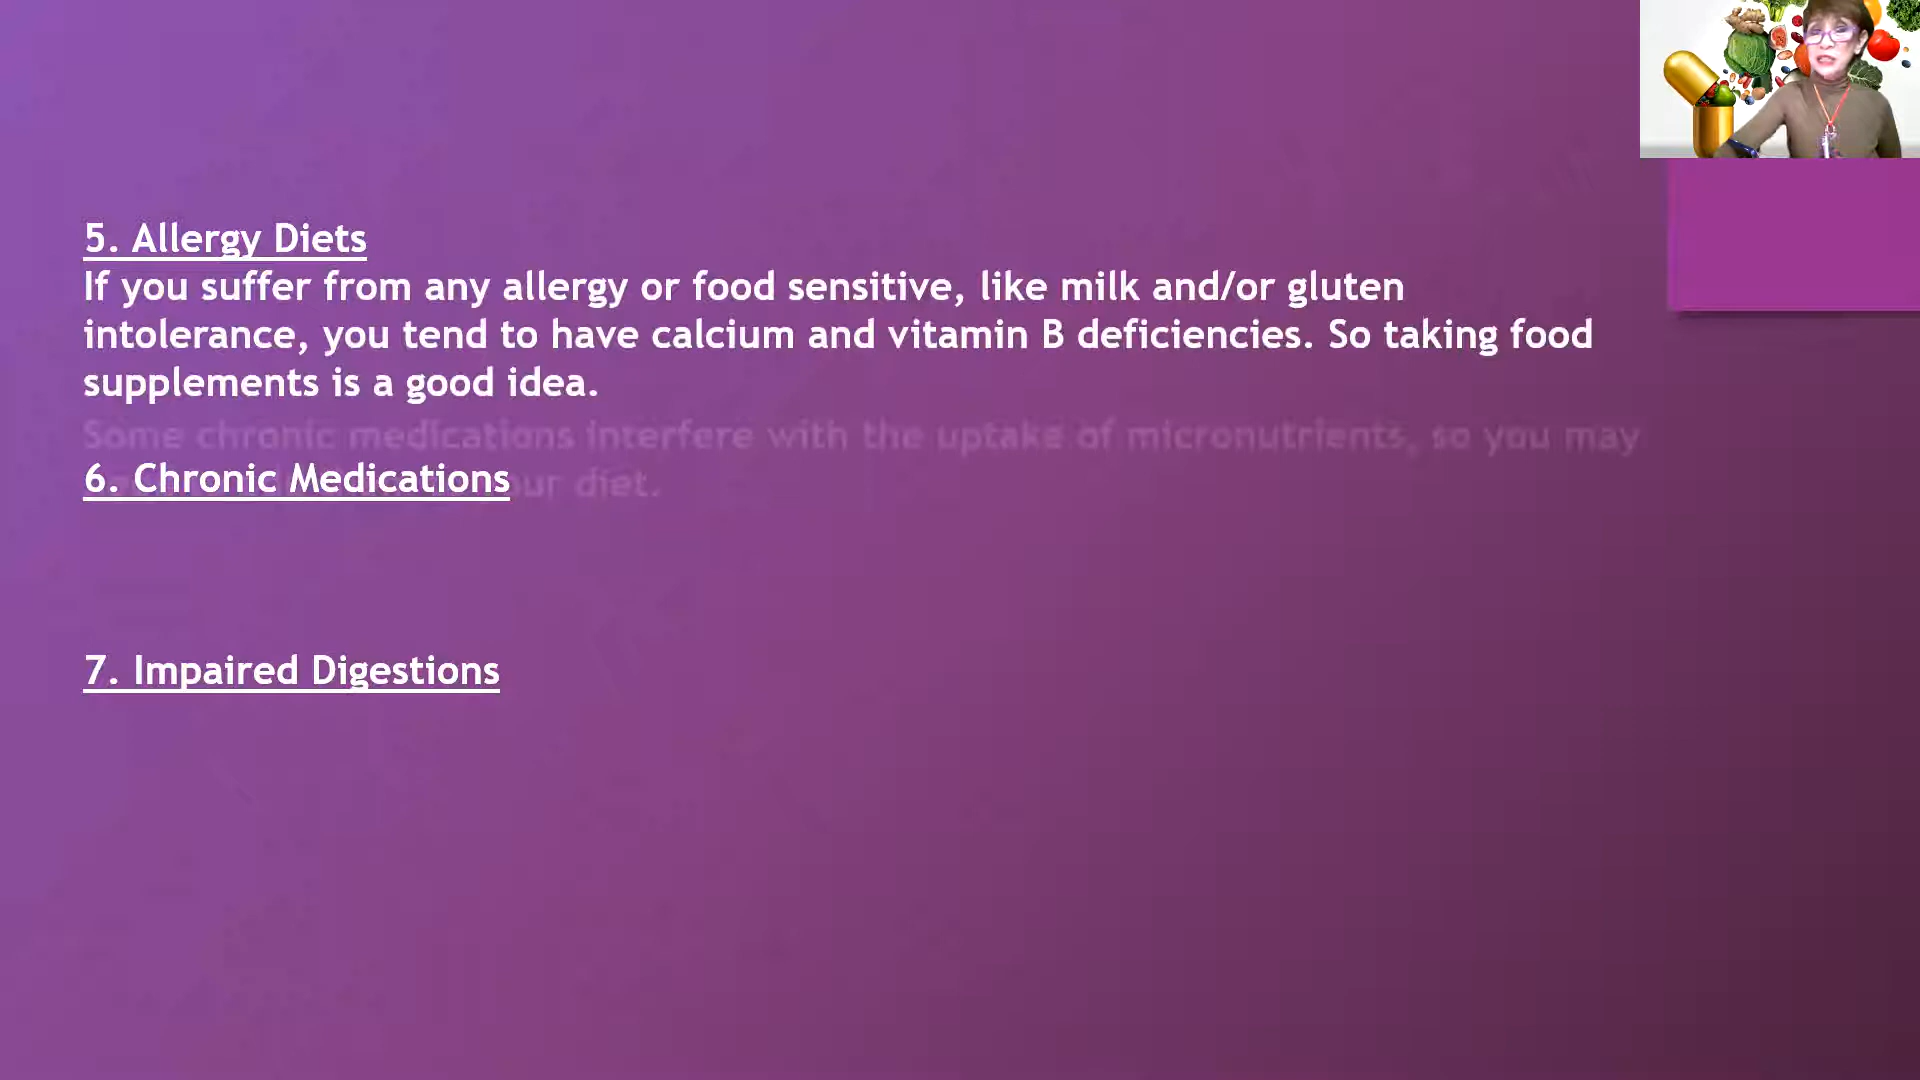 5. Allergy Diets
If you suffer from any allergy or food sensitive, like milk and/or gluten
intolerance, you tend to have calcium and vitamin B deficiencies. So taking food
supplements is a good idea.
Some chronic medications interfere with the uptake of micronutrients, so you may
6. Chronic Medications
diet.
7. Impaired Digestions